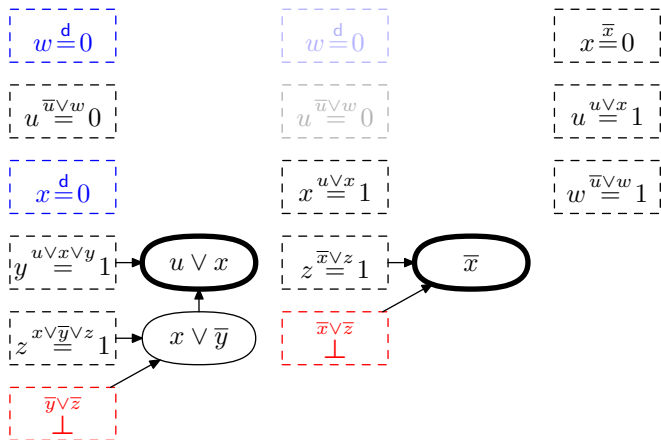 w =ᵈ 0
w =ᵈ 0
x =^{x̅} 0
u =^{u̅∨w} 0
u =^{u̅∨w} 0
u =^{u∨x} 1
x =ᵈ 0
x =^{u∨x} 1
w =^{u̅∨w} 1
y =^{u∨x∨y} 1
u ∨ x
z =^{x̅∨z} 1
x̅
z =^{x∨y̅∨z} 1
x ∨ y̅
x̅∨z̅
⊥
y̅∨z̅
⊥